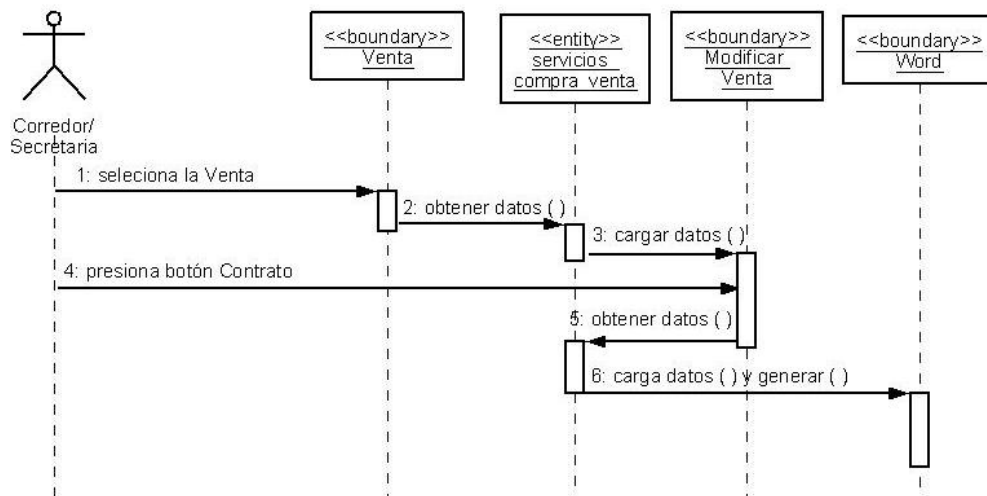 <<boundary>>
Venta
<<entity>>
servicios
compra venta
<<boundary>>
Modificar
Venta
<<boundary>>
Word
Corredor/
Secretaria
1: seleciona la Venta
2: obtener datos ( )
3: cargar datos ( )
4: presiona botón Contrato
5: obtener datos ( )
6: carga datos ( ) y generar ( )